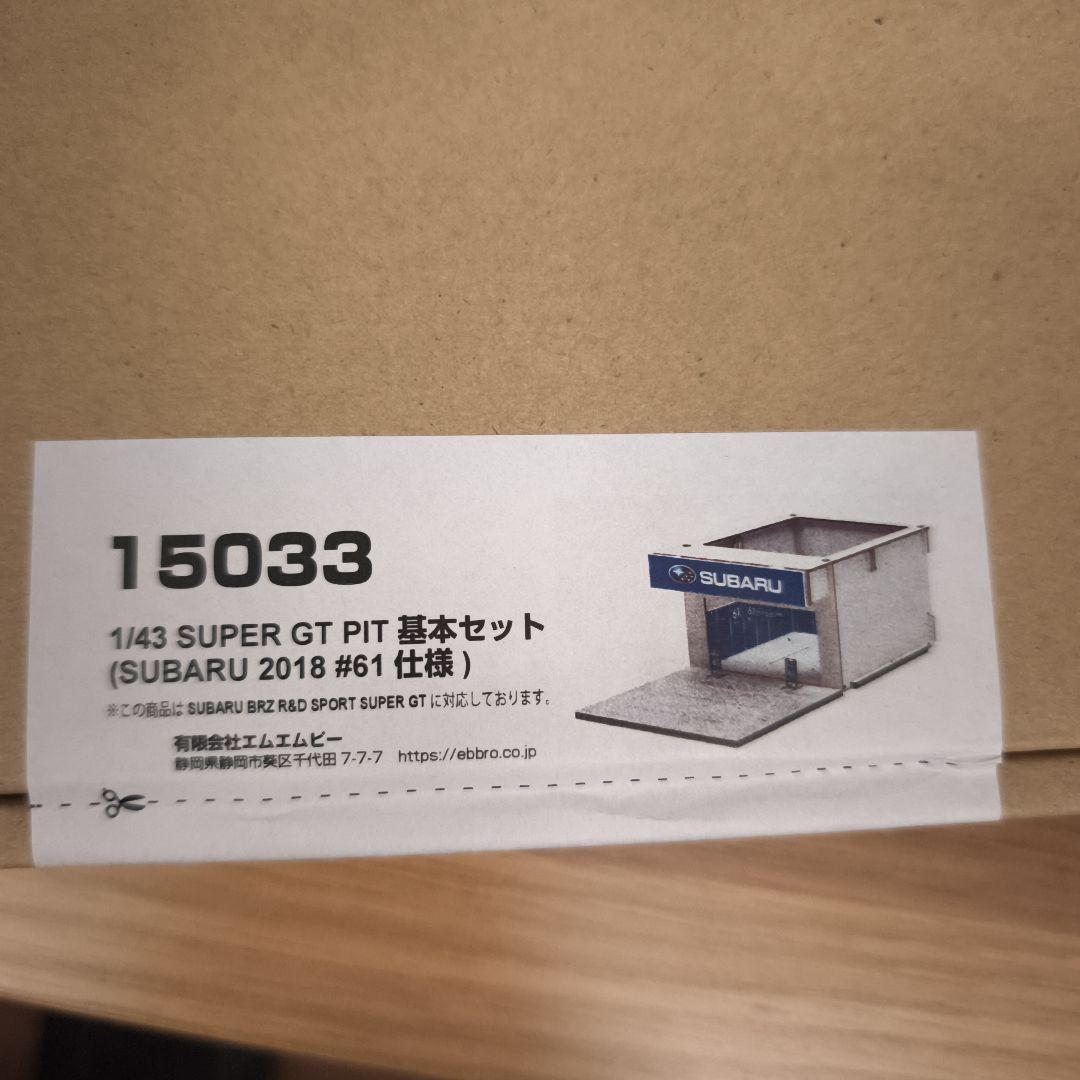 15033
1/43 SUPER GT PIT 基本セット
(SUBARU 2018 #61 仕様 )
※この商品は SUBARU BRZ R&D SPORT SUPER GT に対応しております。
有限会社エムエムピー
静岡県静岡市葵区千代田 7-7-7 https://ebbro.co.jp
SUBARU
61